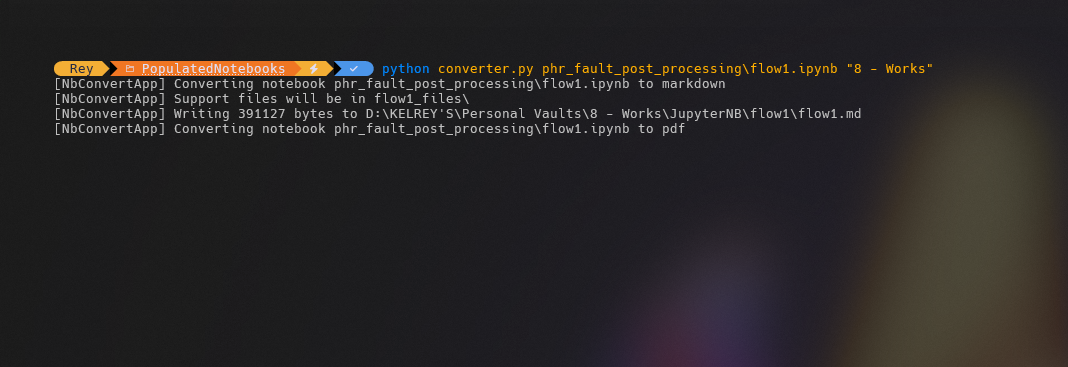 Rey PopulatedNotebooks python converter.py phr_fault_post_processing\flow1.ipynb "8 - Works"
[NbConvertApp] Converting notebook phr_fault_post_processing\flow1.ipynb to markdown
[NbConvertApp] Support files will be in flow1_files\
[NbConvertApp] Writing 391127 bytes to D:\KELREY'S\Personal Vaults\8 - Works\JupyterNB\flow1\flow1.md
[NbConvertApp] Converting notebook phr_fault_post_processing\flow1.ipynb to pdf